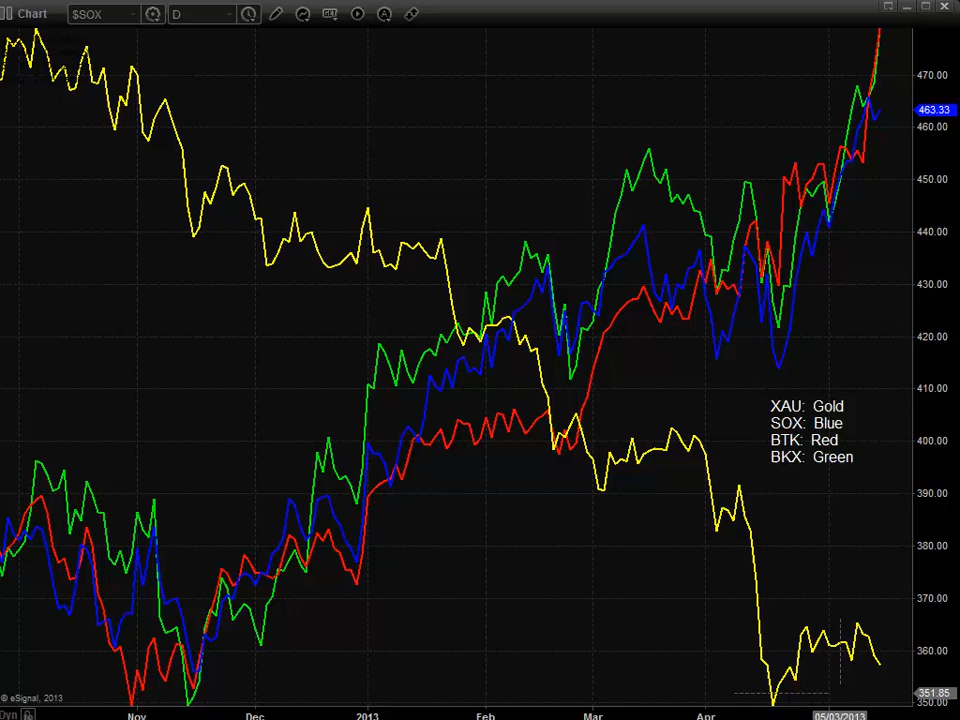 Chart $SOX D
470.00
463.33
460.00
450.00
440.00
430.00
420.00
410.00
XAU: Gold
SOX: Blue
BTK: Red
BKX: Green
400.00
390.00
380.00
370.00
360.00
351.85
350.00
© eSignal, 2013
Dyn Nov Dec 2013 Feb Mar Apr 05/03/2013